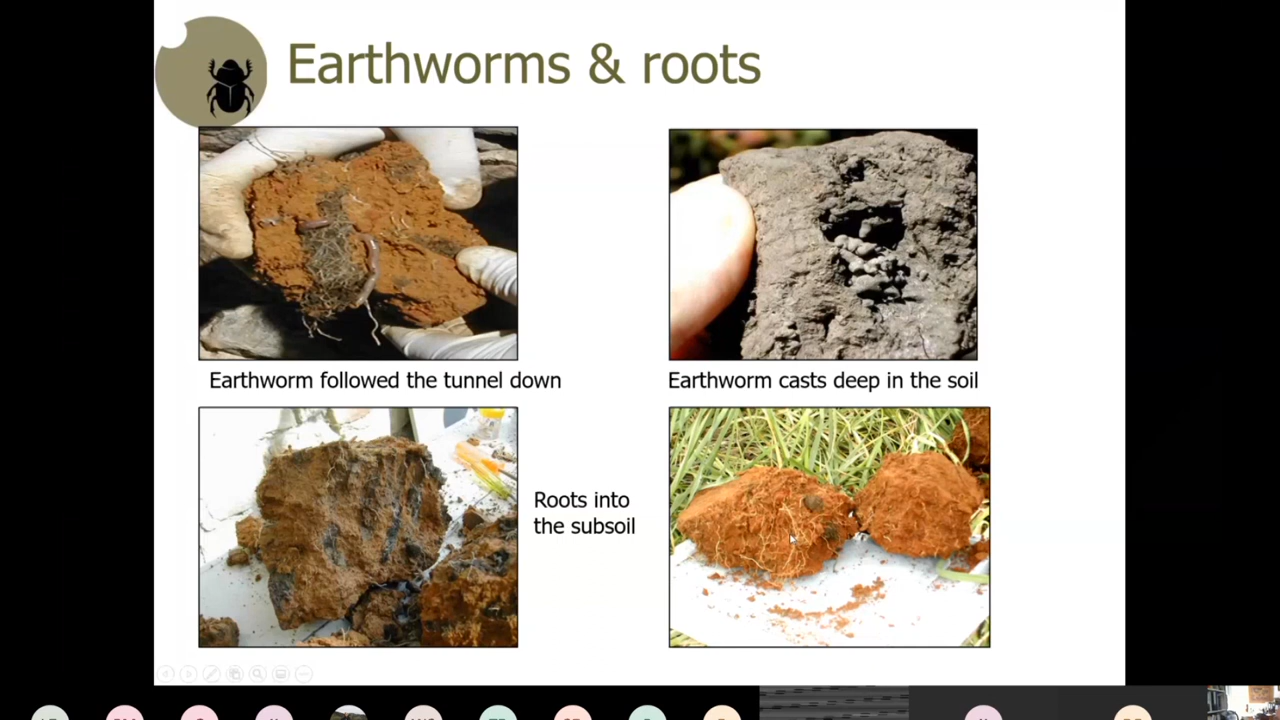 Earthworms & roots
Earthworm followed the tunnel down
Earthworm casts deep in the soil
Roots into
the subsoil